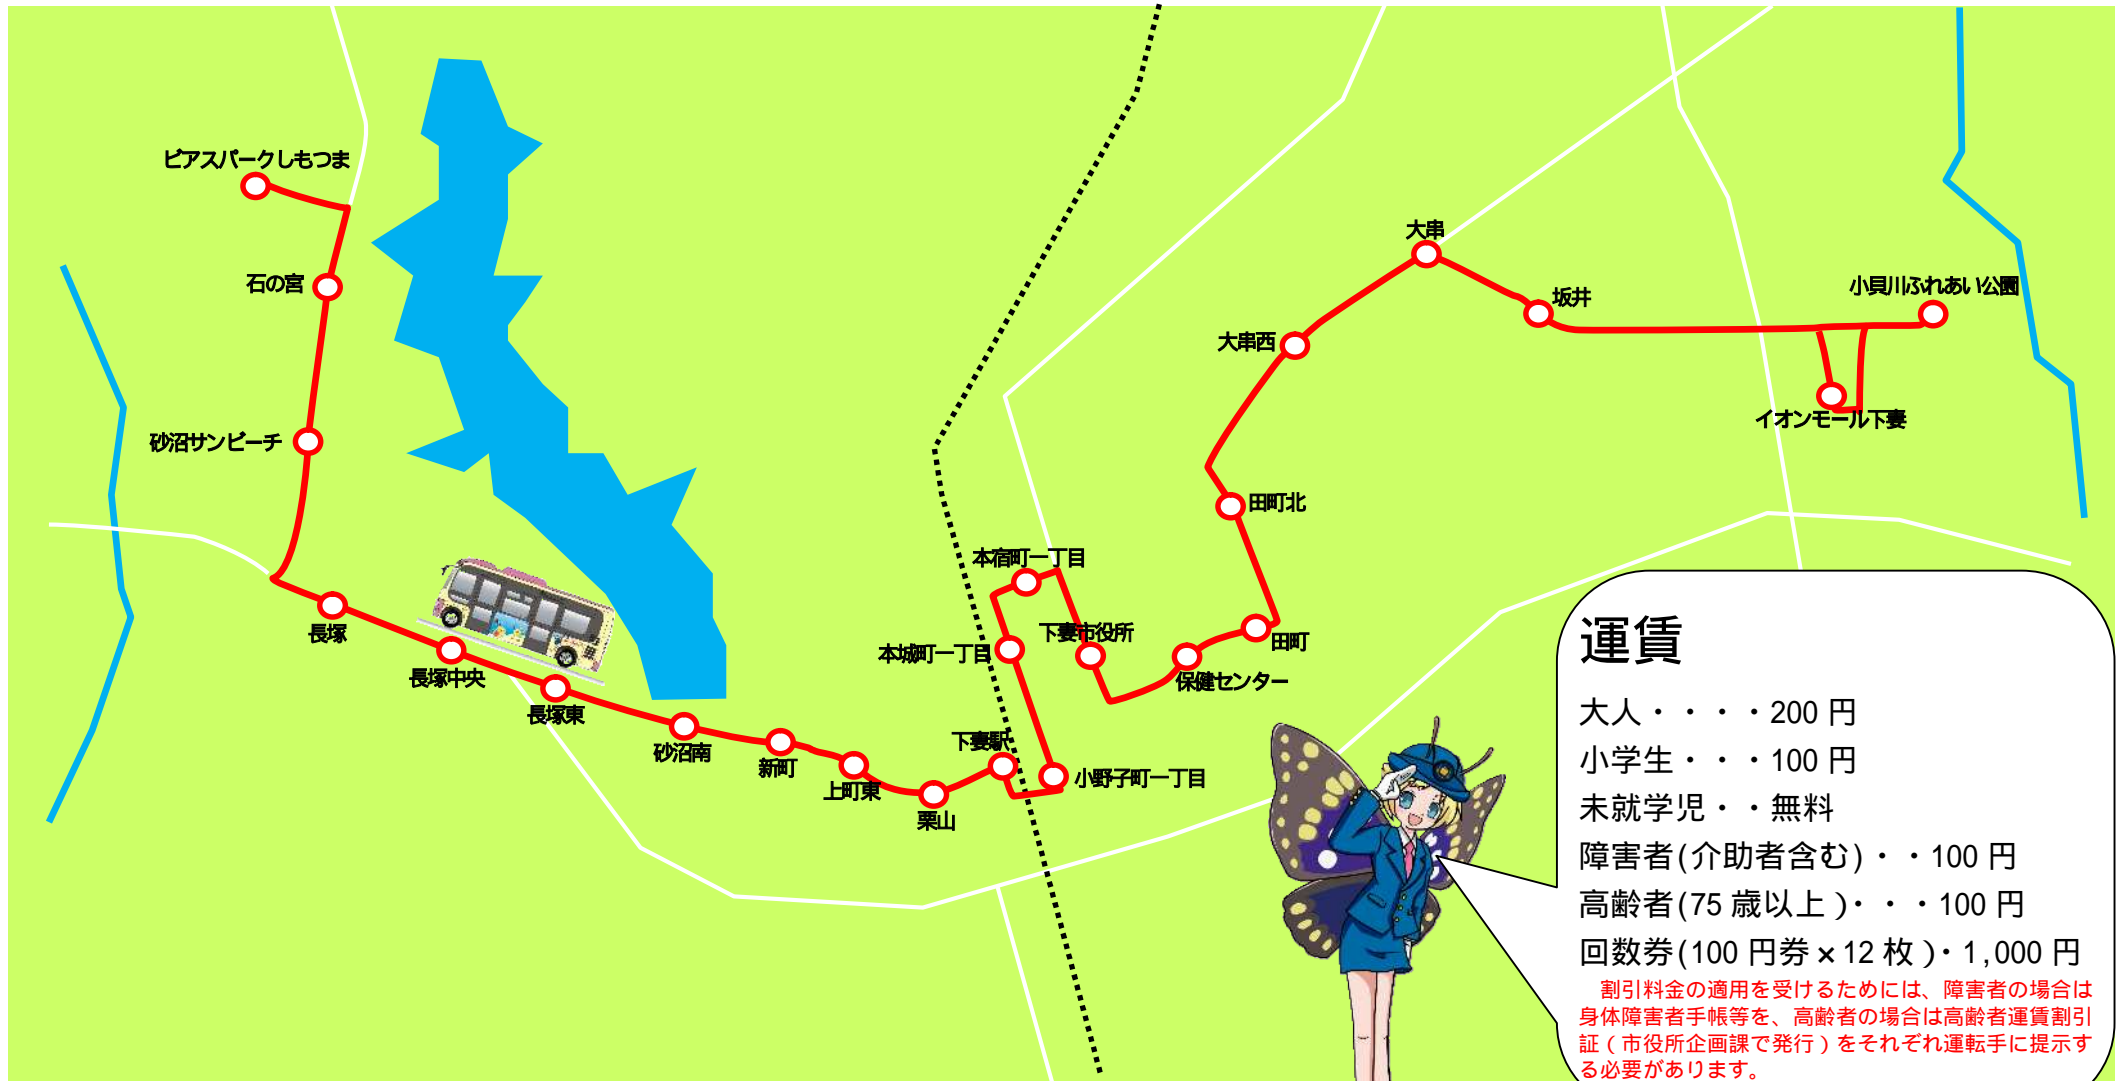 ビアスパークしもつま
石の宮
砂沼サンビーチ
長塚
長塚中央
長塚東
砂沼南
新町
上町東
栗山
下妻駅
小野子町一丁目
本城町一丁目
本宿町一丁目
下妻市役所
保健センター
田町
田町北
大串西
大串
坂井
イオンモール下妻
小貝川ふれあい公園
運賃
大人・・・・200 円
小学生・・・100 円
未就学児・・無料
障害者(介助者含む)・・100 円
高齢者(75 歳以上)・・・100 円
回数券(100 円券×12 枚)・1,000 円
割引料金の適用を受けるためには、障害者の場合は
身体障害者手帳等を、高齢者の場合は高齢者運賃割引
証(市役所企画課で発行)をそれぞれ運転手に提示す
る必要があります。